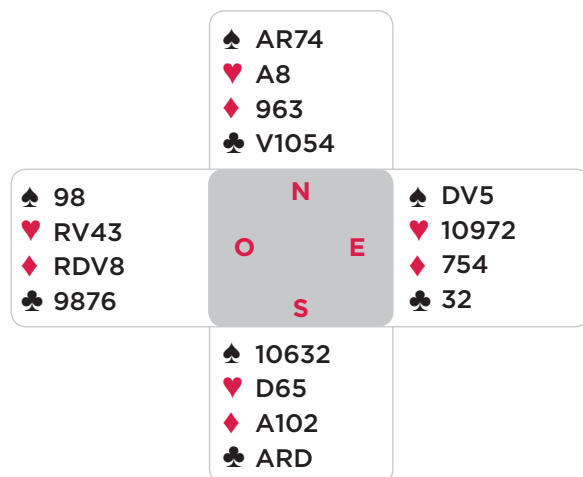 ♠ AR74
♥ A8
♦ 963
♣ V1054
♠ 98
♥ RV43
♦ RDV8
♣ 9876
N
O E
S
♠ DV5
♥ 10972
♦ 754
♣ 32
♠ 10632
♥ D65
♦ A102
♣ ARD